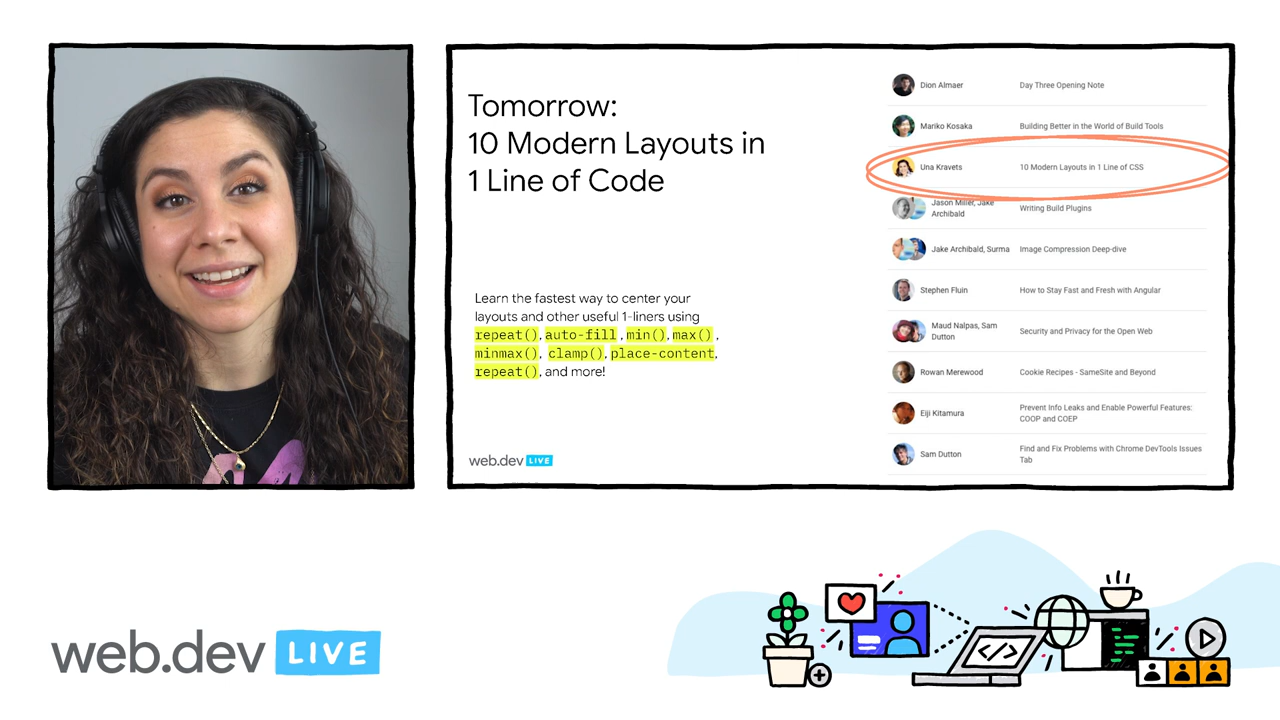 Tomorrow:
10 Modern Layouts in
1 Line of Code
Learn the fastest way to center your
layouts and other useful 1-liners using
repeat(), auto-fill , min(), max() ,
minmax(), clamp(), place-content,
repeat(), and more!
web.dev LIVE
Dion Almaer Day Three Opening Note
Mariko Kosaka Building Better in the World of Build Tools
Una Kravets 10 Modern Layouts in 1 Line of CSS
Jason Miller, Jake
Archibald
Writing Build Plugins
Jake Archibald, Surma Image Compression Deep-dive
Stephen Fluin How to Stay Fast and Fresh with Angular
Maud Nalpas, Sam
Dutton
Security and Privacy for the Open Web
Rowan Merewood Cookie Recipes - SameSite and Beyond
Eiji Kitamura
Prevent Info Leaks and Enable Powerful Features:
COOP and COEP
Sam Dutton
Find and Fix Problems with Chrome DevTools Issues
Tab
web.dev LIVE
</>